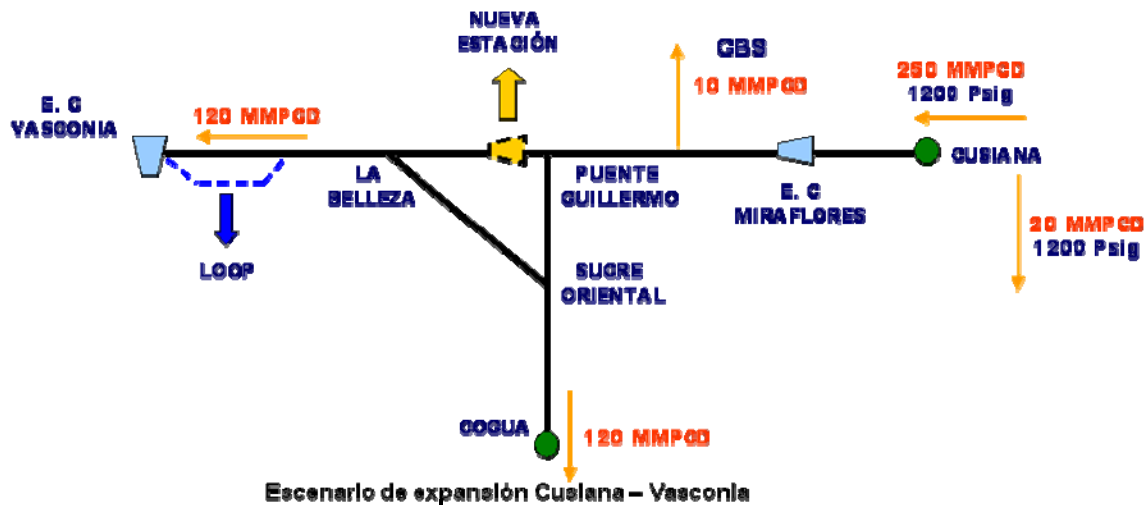 NUEVA
ESTACIÓN
CBS
10 MMPCD
250 MMPCD
1200 Psig
E. C
VASCONIA
120 MMPCD
CUSIANA
LA
BELLEZA
PUENTE
GUILLERMO
E. C
MIRAFLORES
20 MMPCD
1200 Psig
LOOP
SUCRE
ORIENTAL
COGUA
120 MMPCD
Escenario de expansión Cusiana – Vasconia